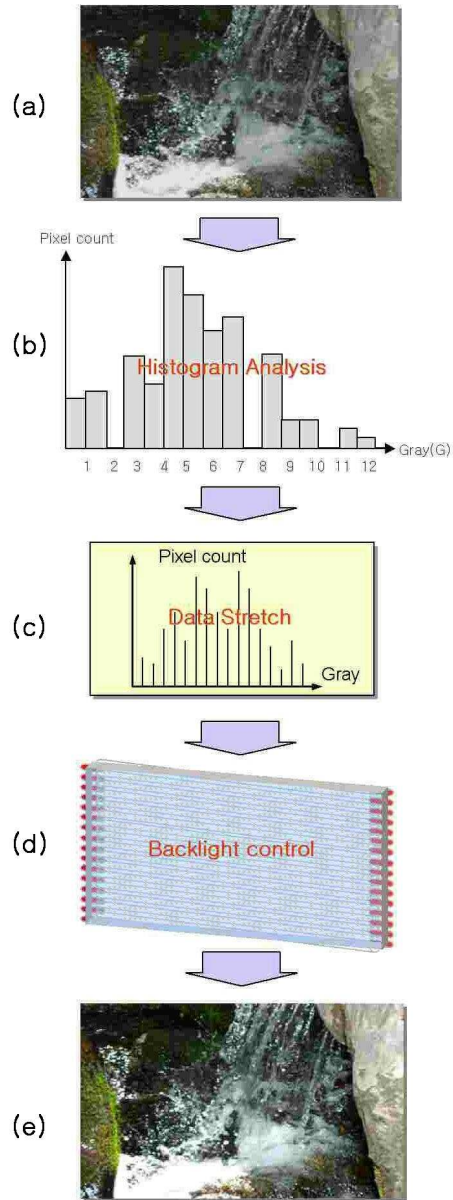 (a)
Pixel count
(b)
Histogram Analysis
Gray(G)
1 2 3 4 5 6 7 8 9 10 11 12
Pixel count
(c)
Data Stretch
Gray
(d)
Backlight control
(e)